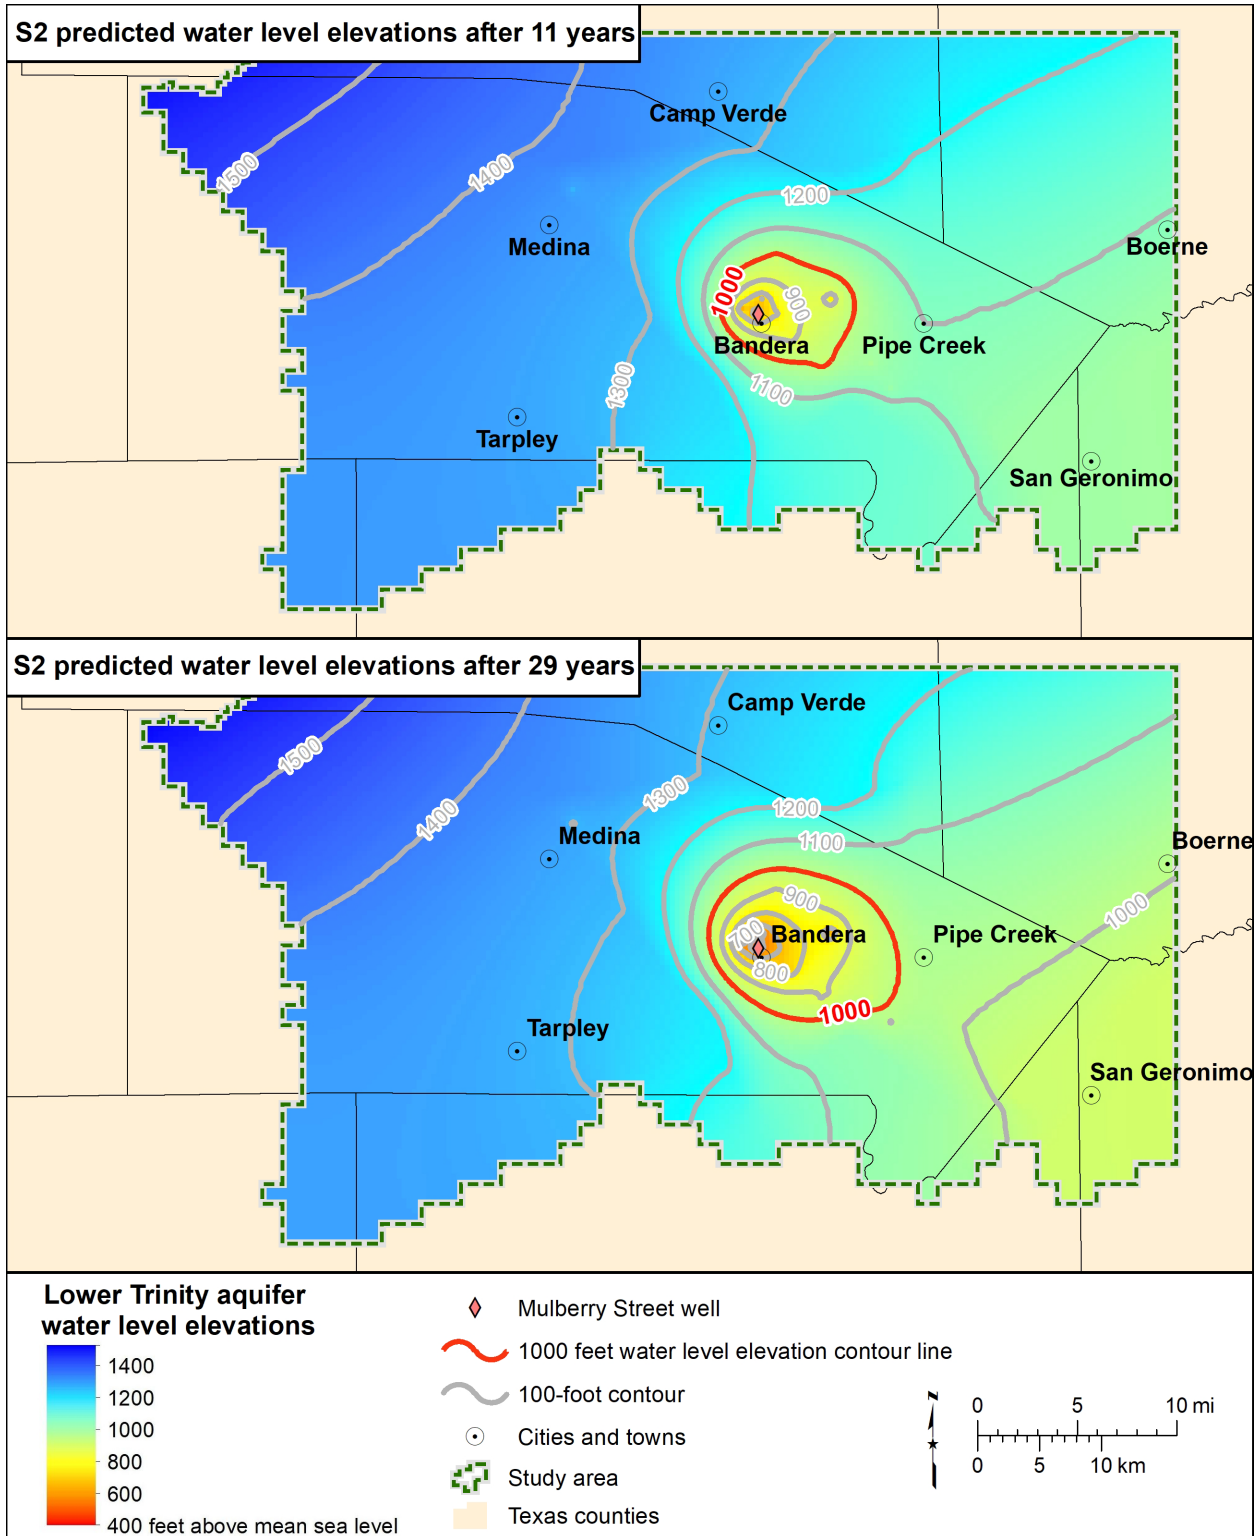 S2 predicted water level elevations after 11 years
Camp Verde
1500
1400
1200
Medina
Boerne
1000
900
Bandera
Pipe Creek
1300
1100
Tarpley
San Geronimo
S2 predicted water level elevations after 29 years
Camp Verde
1500
1300
1200
1400
Medina
1100
Boerne
900
1000
700
Bandera
Pipe Creek
800
1000
Tarpley
San Geronimo
Lower Trinity aquifer
water level elevations
1400
1200
1000
800
600
400 feet above mean sea level
Mulberry Street well
1000 feet water level elevation contour line
100-foot contour
Cities and towns
Study area
Texas counties
N
0 5 10 mi
0 5 10 km